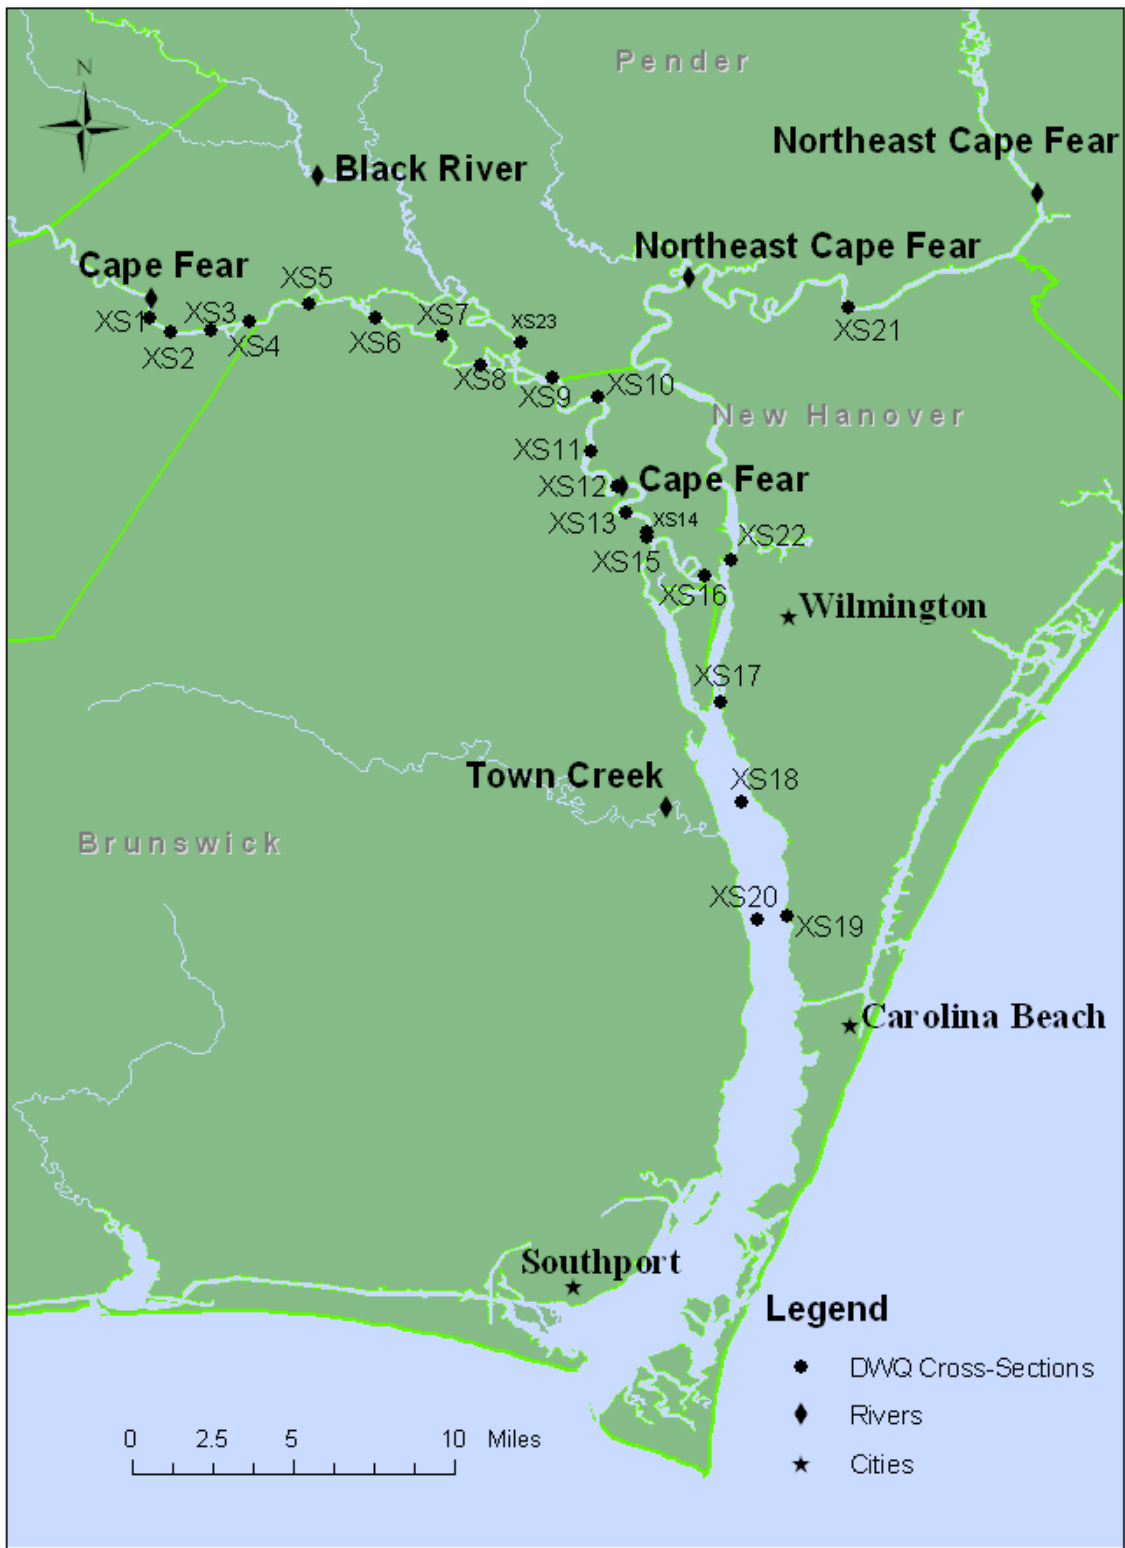 Pender
N
Northeast Cape Fear
Black River
Northeast Cape Fear
Cape Fear
XS5
XS1
XS3
XS7
XS23
XS2
XS4
XS6
XS21
XS8
XS9
XS10
New Hanover
XS11
XS12
Cape Fear
XS13
XS14
XS22
XS15
XS16
Wilmington
XS17
Town Creek
XS18
Brunswick
XS20
XS19
Carolina Beach
Southport
Legend
DWQ Cross-Sections
Rivers
Cities
0 2.5 5 10 Miles